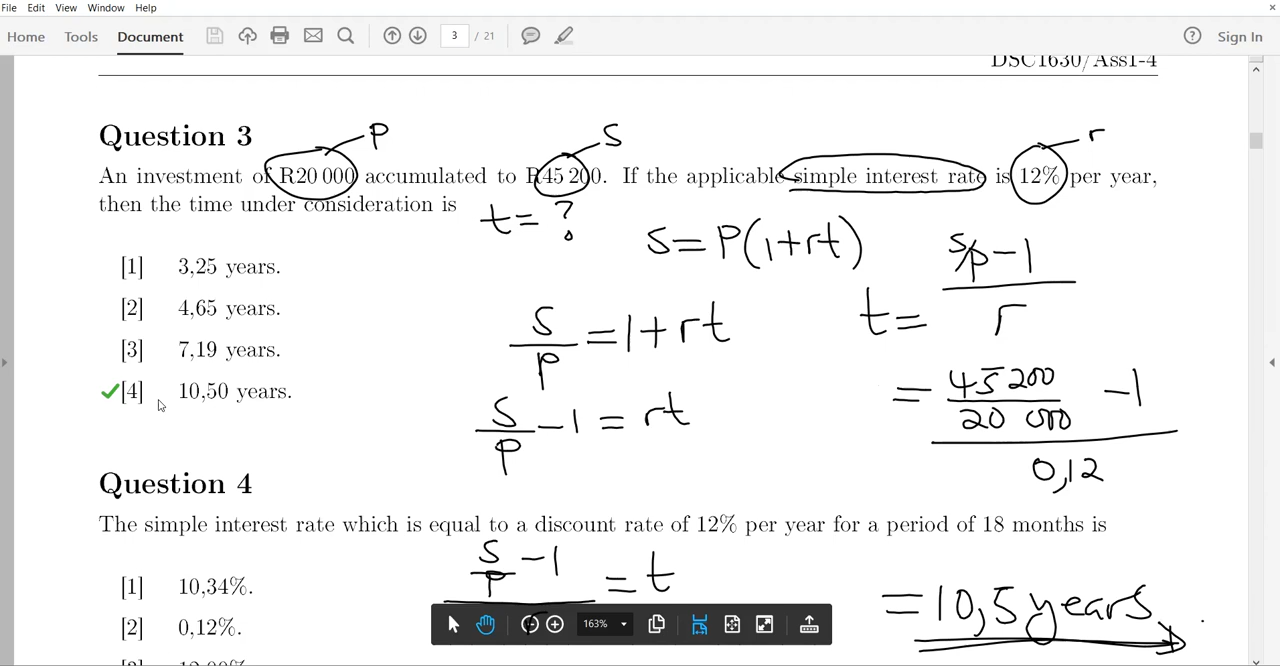 File Edit Window Help
Home Tools Document 3 / 21 Sign In
DSC1630/Ass1-4
Question 3
P S r
An investment of R20 000 accumulated to R45 200. If the applicable simple interest rate is 12% per year,
then the time under consideration is
t = ?
S = P(1+rt)
[1] 3,25 years.
[2] 4,65 years.
[3] 7,19 years.
[4] 10,50 years.
S/P = 1 + rt
S/P - 1 = rt
S/P - 1 = t
t = S/P - 1
r
= 45 200 / 20 000 - 1
0,12
= 10,5 years
Question 4
The simple interest rate which is equal to a discount rate of 12% per year for a period of 18 months is
[1] 10,34%.
[2] 0,12%.
163%